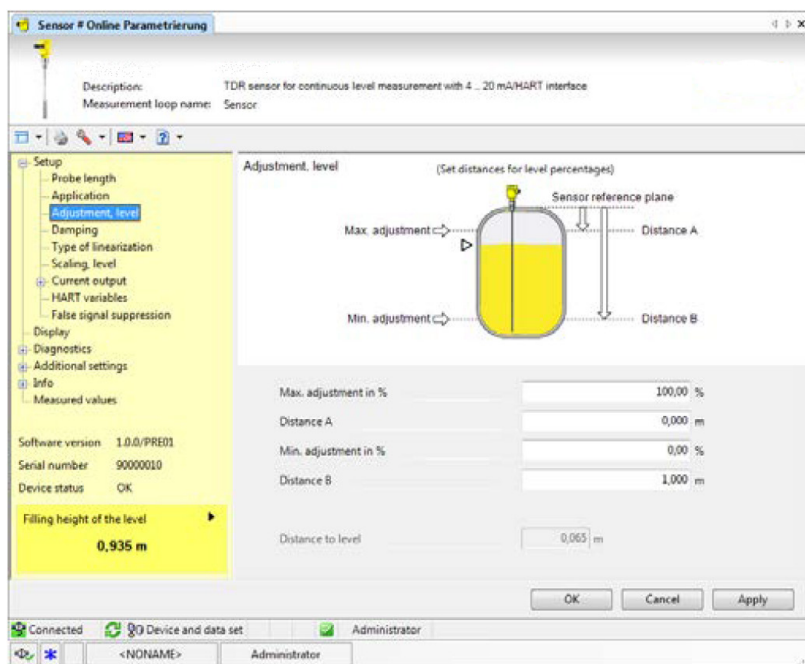 Sensor # Online Parametrierung
Description: TDR sensor for continuous level measurement with 4 .. 20 mA/HART interface
Measurement loop name: Sensor
Setup
Probe length
Application
Adjustment, level
Damping
Type of linearization
Scaling, level
Current output
HART variables
False signal suppression
Display
Diagnostics
Additional settings
Info
Measured values
Software version 1.0.0/PRE01
Serial number 90000010
Device status OK
Filling height of the level
0,935 m
Adjustment, level (Set distances for level percentages)
Sensor reference plane
Max. adjustment Distance A
Min. adjustment Distance B
Max. adjustment in % 100,00 %
Distance A 0,000 m
Min. adjustment in % 0,00 %
Distance B 1,000 m
Distance to level 0,065 m
OK Cancel Apply
Connected Device and data set Administrator
<NONAME> Administrator